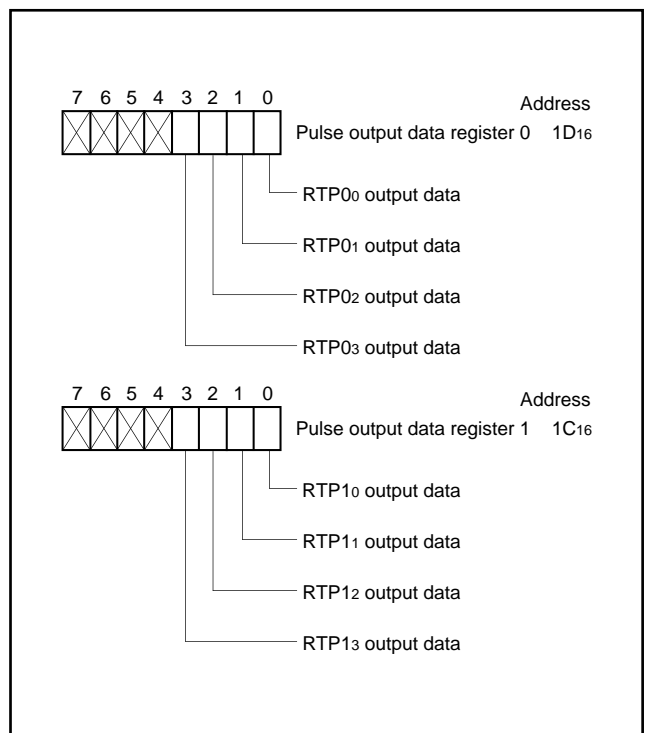 7 6 5 4 3 2 1 0
Address
Pulse output data register 0 1D₁₆
RTP0₀ output data
RTP0₁ output data
RTP0₂ output data
RTP0₃ output data
7 6 5 4 3 2 1 0
Address
Pulse output data register 1 1C₁₆
RTP1₀ output data
RTP1₁ output data
RTP1₂ output data
RTP1₃ output data